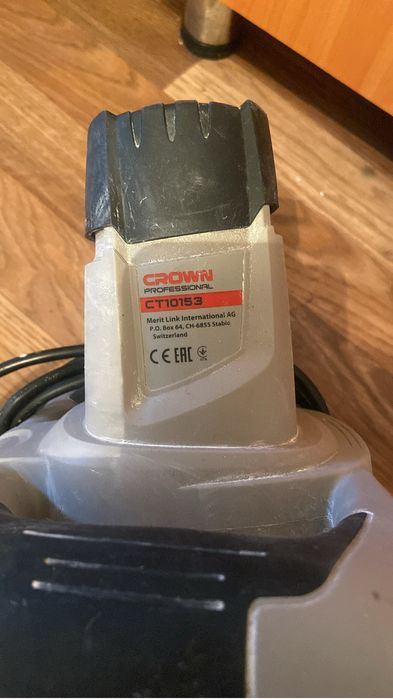 CROWN
PROFESSIONAL
CT10153
Merit Link International AG
P.O. Box 64, CH-6855 Stabio
Switzerland
CE EAC